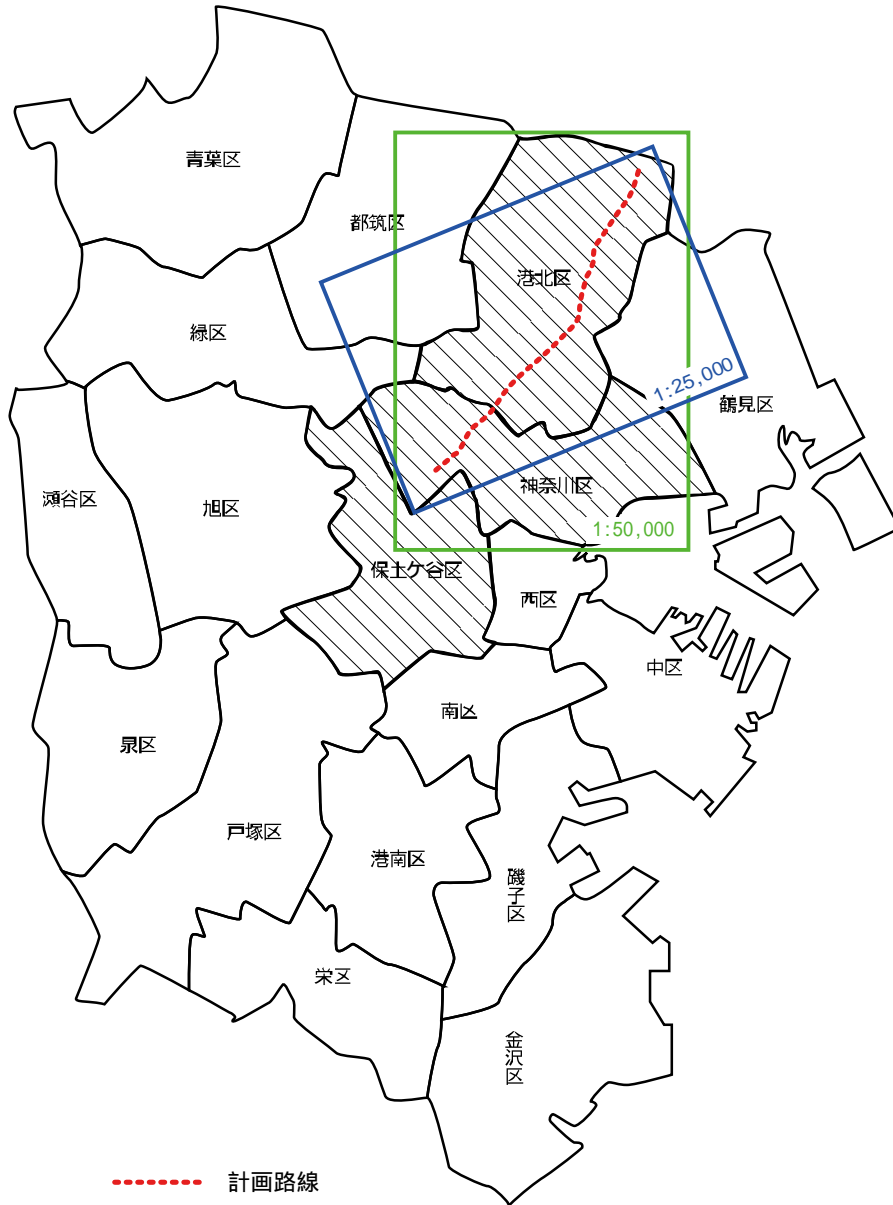 青葉区
都筑区
港北区
緑区
1:25,000
鶴見区
瀬谷区
旭区
神奈川区
1:50,000
保土ケ谷区
西区
中区
南区
泉区
戸塚区
港南区
磯子区
栄区
金沢区
計画路線